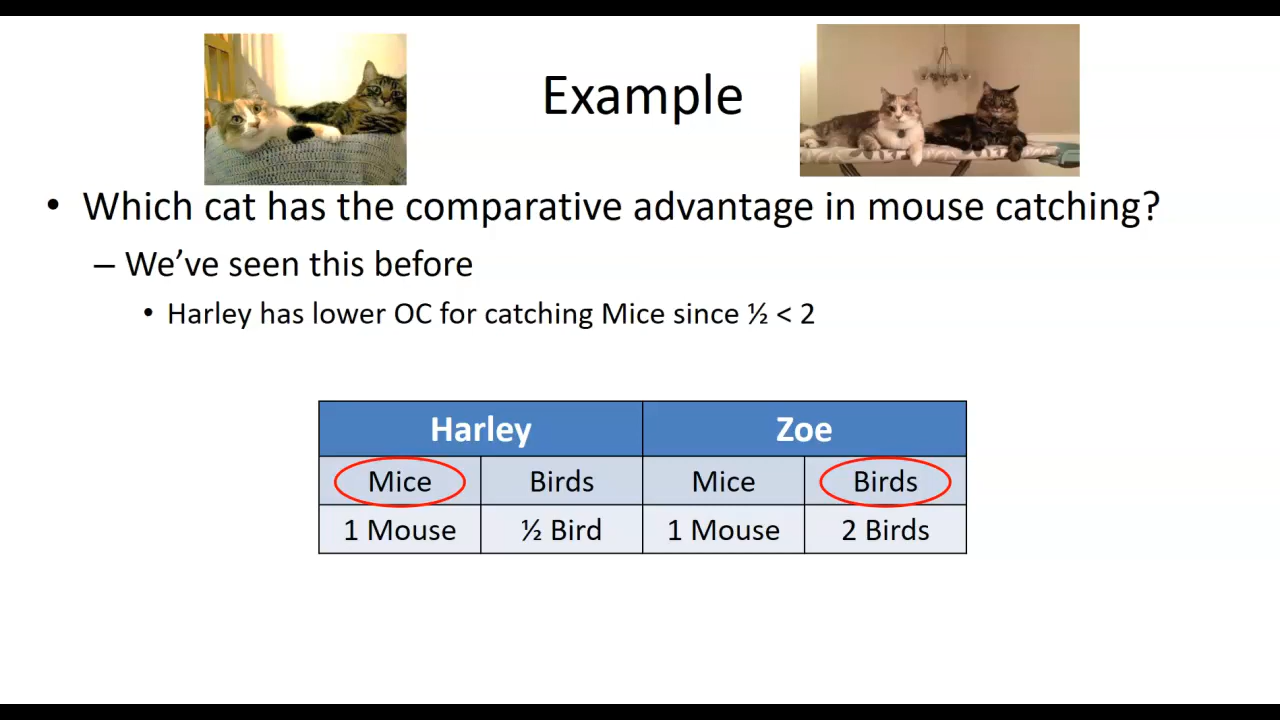 Example
• Which cat has the comparative advantage in mouse catching?
– We’ve seen this before
• Harley has lower OC for catching Mice since ½ < 2
Harley Zoe
Mice Birds Mice Birds
1 Mouse ½ Bird 1 Mouse 2 Birds